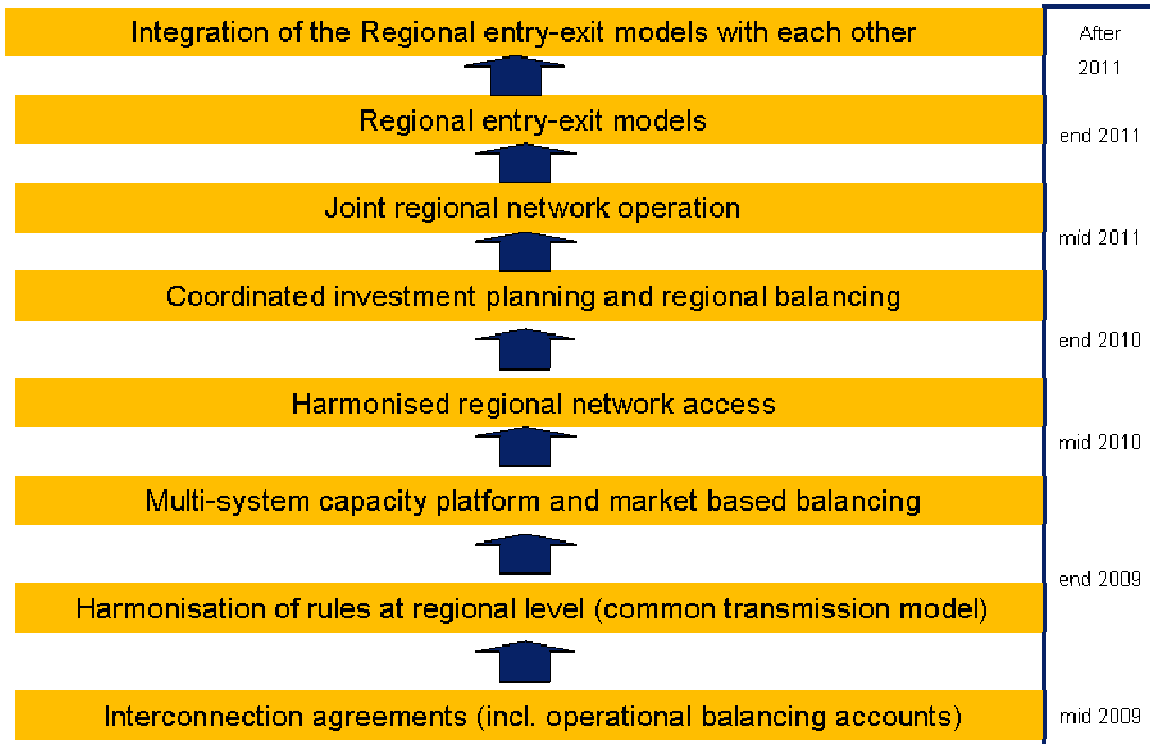 Integration of the Regional entry-exit models with each other
After
2011
Regional entry-exit models
end 2011
Joint regional network operation
mid 2011
Coordinated investment planning and regional balancing
end 2010
Harmonised regional network access
mid 2010
Multi-system capacity platform and market based balancing
end 2009
Harmonisation of rules at regional level (common transmission model)
Interconnection agreements (incl. operational balancing accounts)
mid 2009